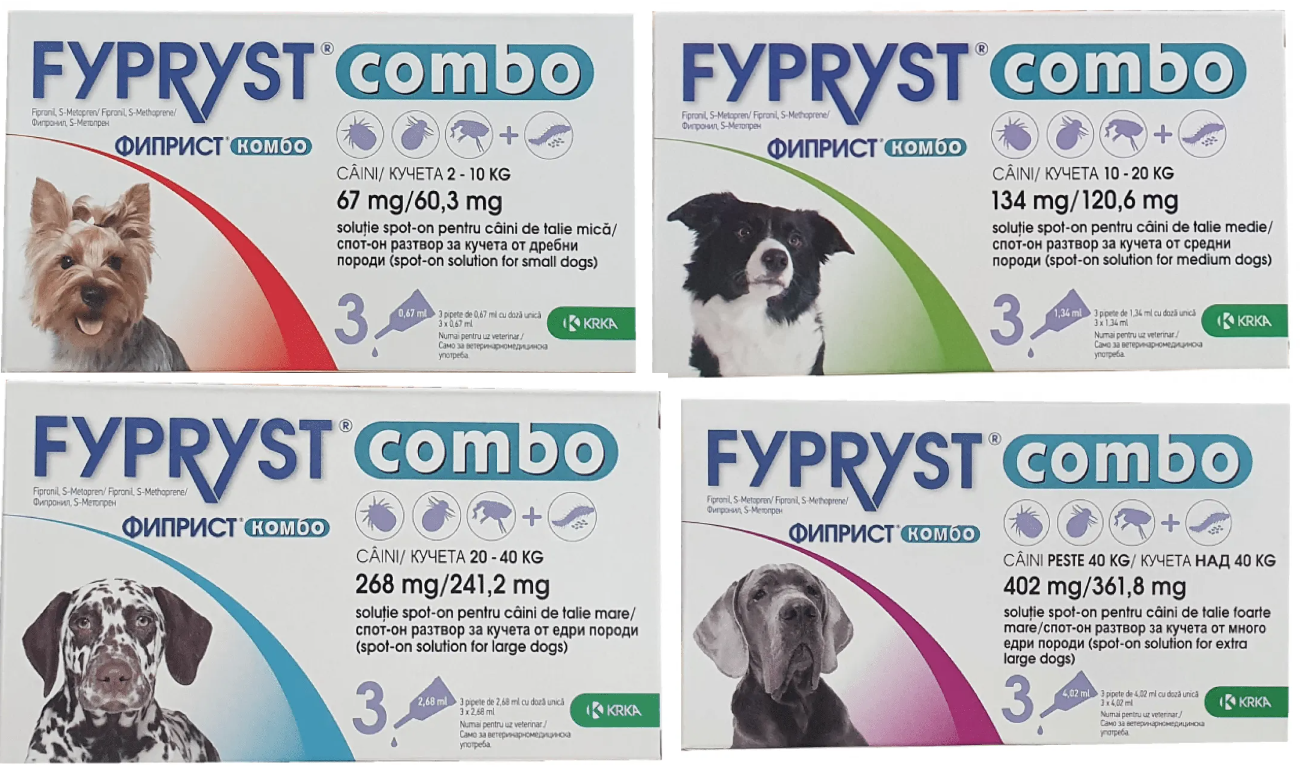 FYPRYST® combo
Fipronil, S-Metopren/ Fipronil, S-Methoprene/
Фипронил, S-Метопрен
ФИПРИСТ® комбо
CÂINI/ КУЧЕТА 2 - 10 KG
67 mg/60,3 mg
soluție spot-on pentru câini de talie mică/
спот-он разтвор за кучета от дребни
породи (spot-on solution for small dogs)
3
0,67 ml
3 pipete de 0,67 ml cu doză unică
3 x 0,67 ml
Numai pentru uz veterinar./
Само за ветеринарномедицинска
употреба.
KRKA
FYPRYST® combo
Fipronil, S-Metopren/ Fipronil, S-Methoprene/
Фипронил, S-Метопрен
ФИПРИСТ® комбо
CÂINI/ КУЧЕТА 10 - 20 KG
134 mg/120,6 mg
soluție spot-on pentru câini de talie medie/
спот-он разтвор за кучета от средни
породи (spot-on solution for medium dogs)
3
1,34 ml
3 pipete de 1,34 ml cu doză unică
3 x 1,34 ml
Numai pentru uz veterinar./
Само за ветеринарномедицинска
употреба.
KRKA
FYPRYST® combo
Fipronil, S-Metopren/ Fipronil, S-Methoprene/
Фипронил, S-Метопрен
ФИПРИСТ® комбо
CÂINI/ КУЧЕТА 20 - 40 KG
268 mg/241,2 mg
soluție spot-on pentru câini de talie mare/
спот-он разтвор за кучета от едри породи
(spot-on solution for large dogs)
3
2,68 ml
3 pipete de 2,68 ml cu doză unică
3 x 2,68 ml
Numai pentru uz veterinar./
Само за ветеринарномедицинска
употреба.
KRKA
FYPRYST® combo
Fipronil, S-Metopren/ Fipronil, S-Methoprene/
Фипронил, S-Метопрен
ФИПРИСТ® комбо
CÂINI PESTE 40 KG/ КУЧЕТА НАД 40 KG
402 mg/361,8 mg
soluție spot-on pentru câini de talie foarte
mare/спот-он разтвор за кучета от много
едри породи (spot-on solution for extra
large dogs)
3
4,02 ml
3 pipete de 4,02 ml cu doză unică
3 x 4,02 ml
Numai pentru uz veterinar./
Само за ветеринарномедицинска
употреба.
KRKA